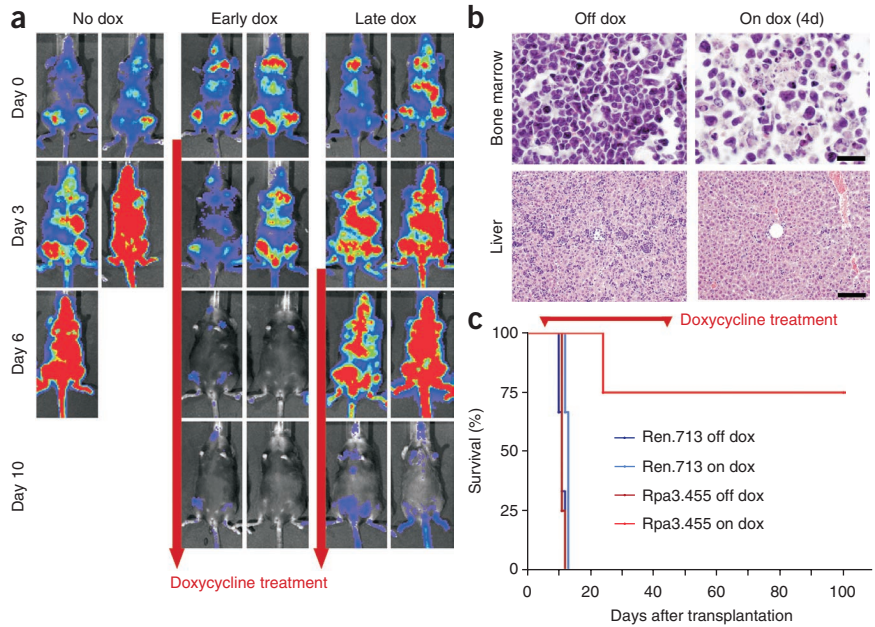 a
No dox
Early dox
Late dox
Day 0
Day 3
Day 6
Day 10
Doxycycline treatment
b
Off dox
On dox (4d)
Bone marrow
Liver
c
Doxycycline treatment
100
75
50
25
0
Survival (%)
Ren.713 off dox
Ren.713 on dox
Rpa3.455 off dox
Rpa3.455 on dox
0 20 40 60 80 100
Days after transplantation